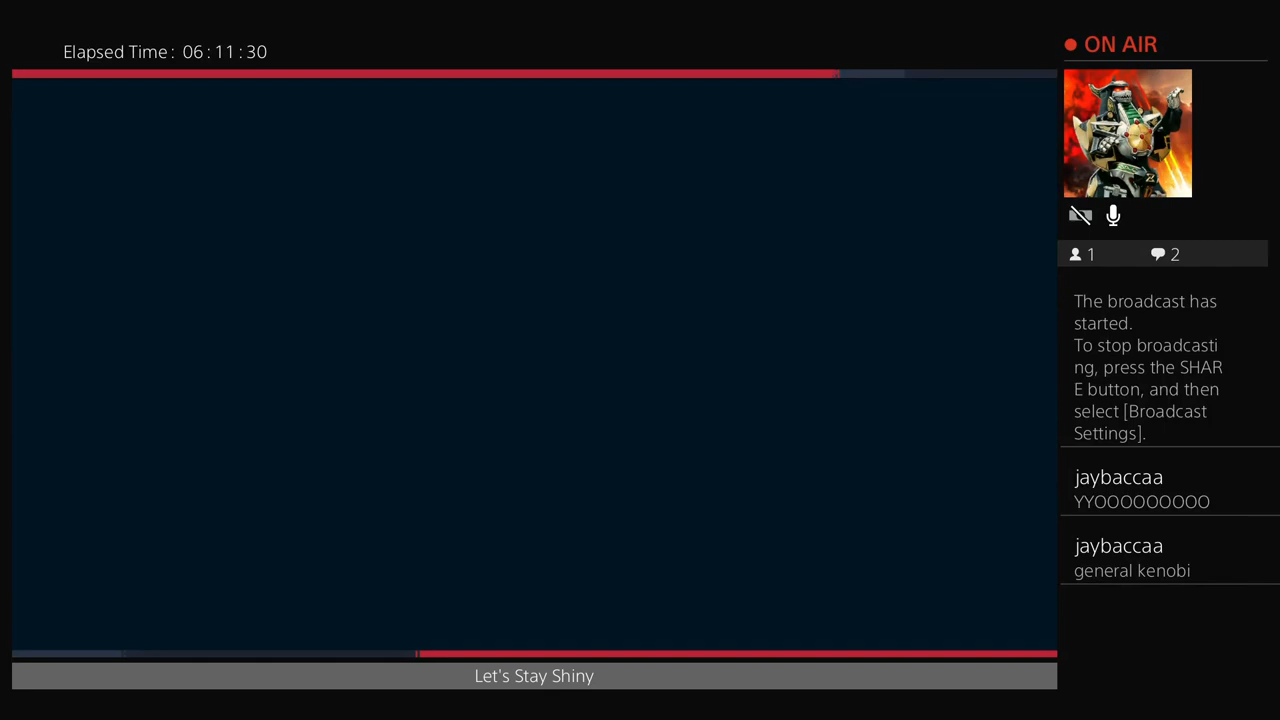 Elapsed Time: 06:11:30
ON AIR
1 2
The broadcast has
started.
To stop broadcasti
ng, press the SHAR
E button, and then
select [Broadcast
Settings].
jaybaccaa
YYOOOOOOOOO
jaybaccaa
general kenobi
Let's Stay Shiny